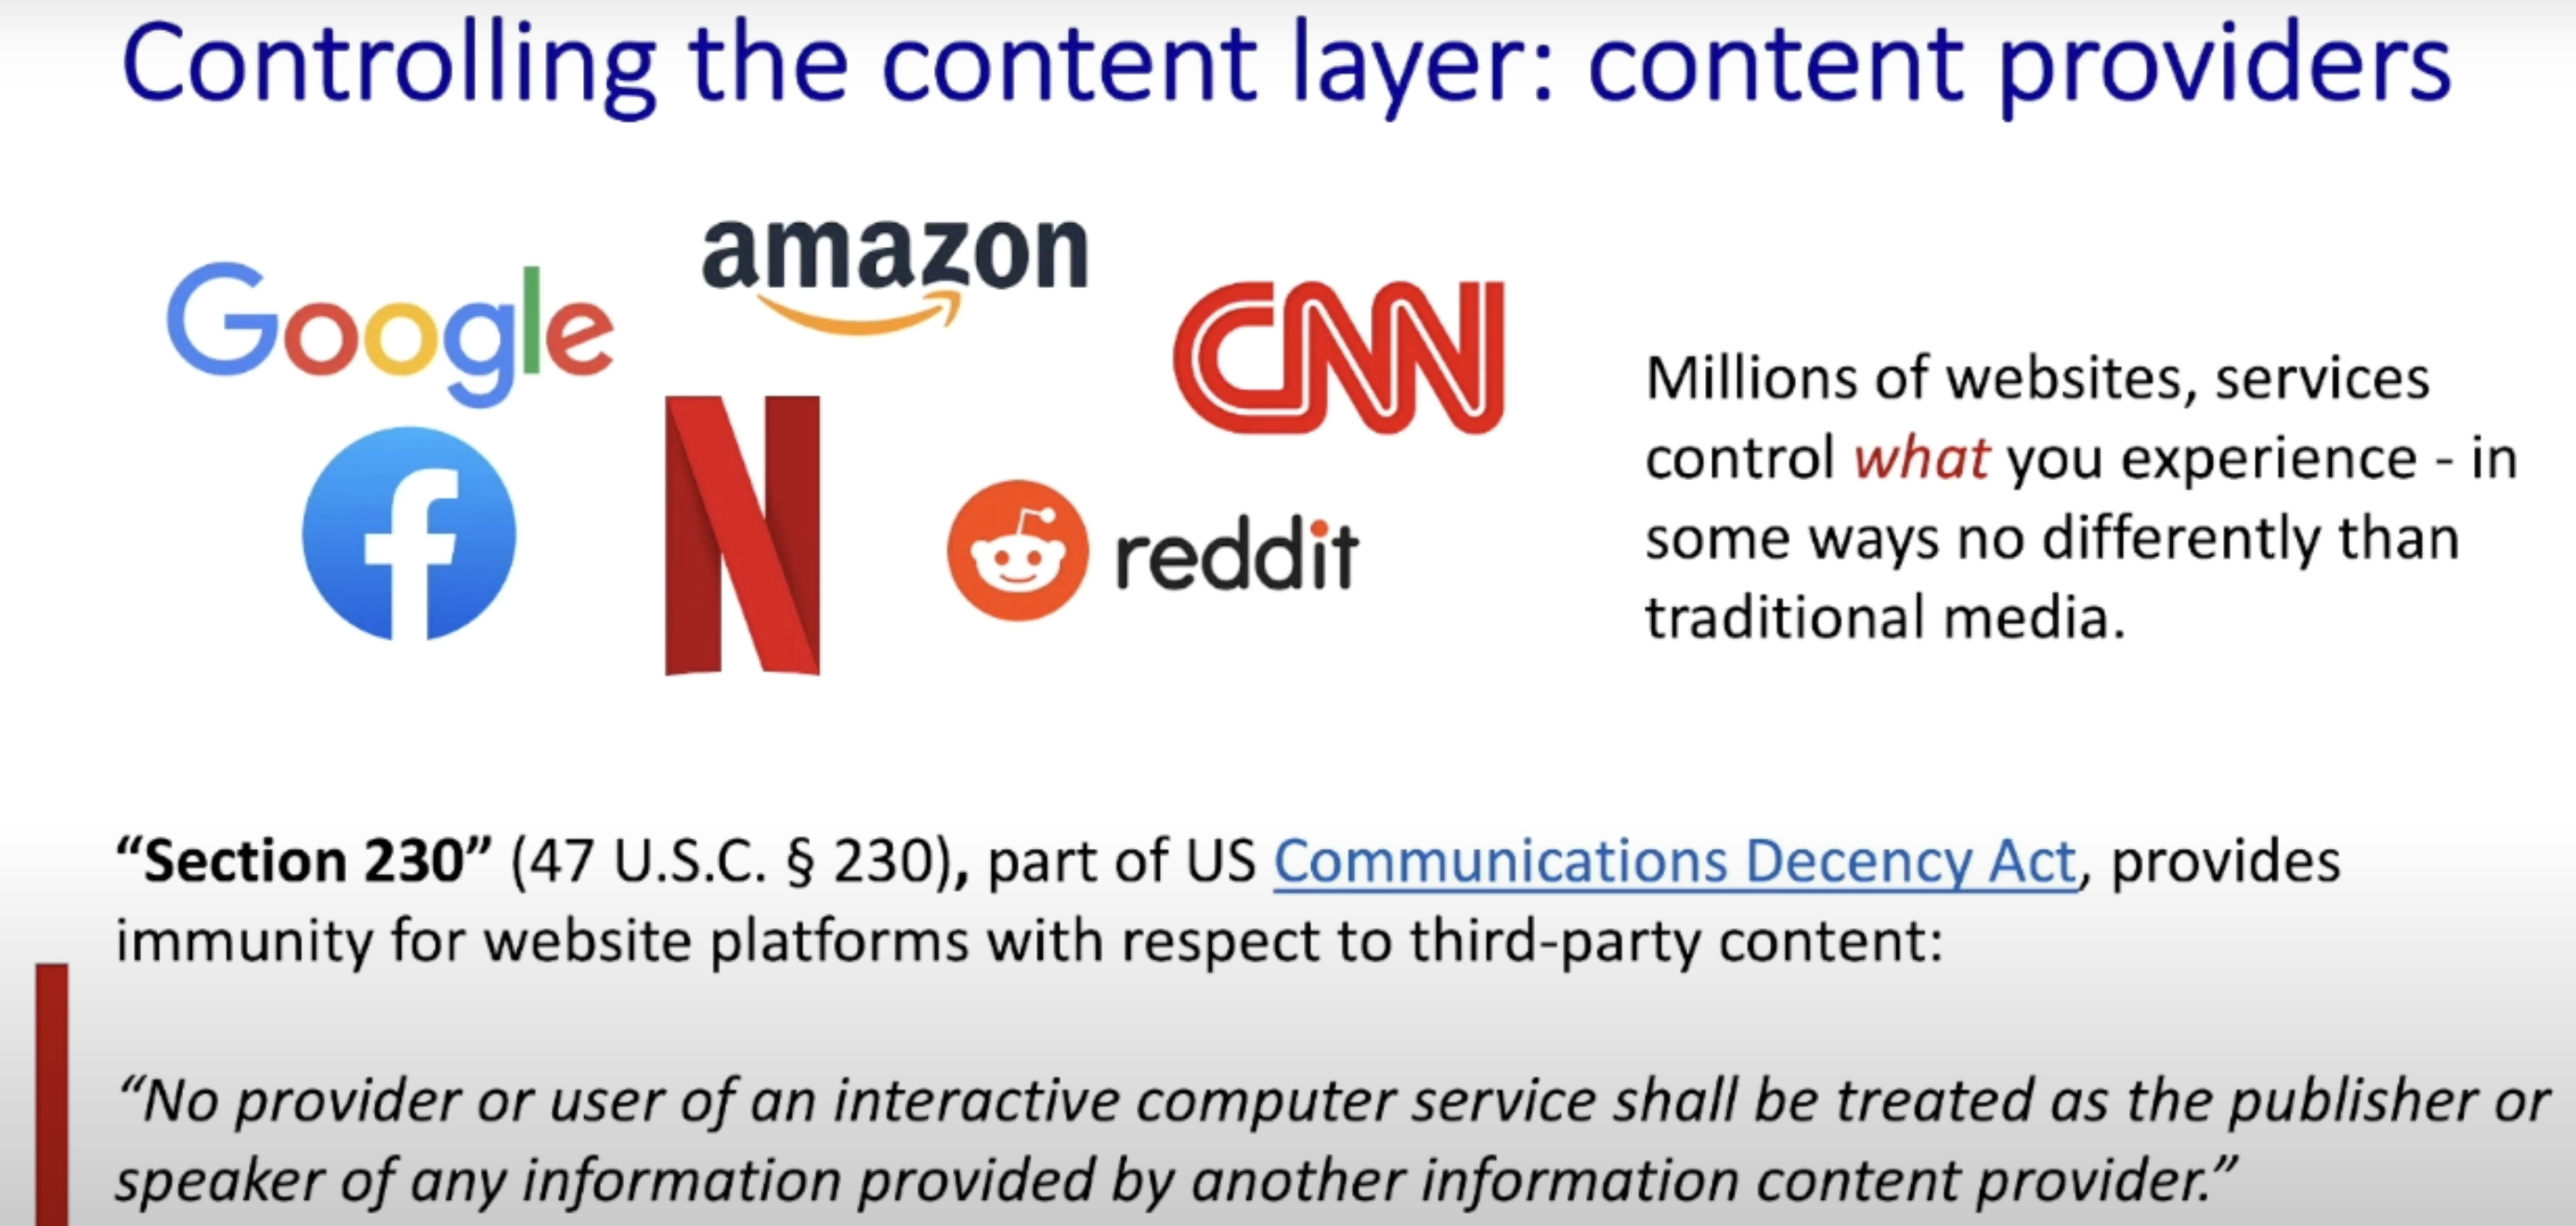 Controlling the content layer: content providers
amazon
Google
CNN
reddit
Millions of websites, services
control what you experience - in
some ways no differently than
traditional media.
“Section 230” (47 U.S.C. § 230), part of US Communications Decency Act, provides
immunity for website platforms with respect to third-party content:
“No provider or user of an interactive computer service shall be treated as the publisher or
speaker of any information provided by another information content provider.”